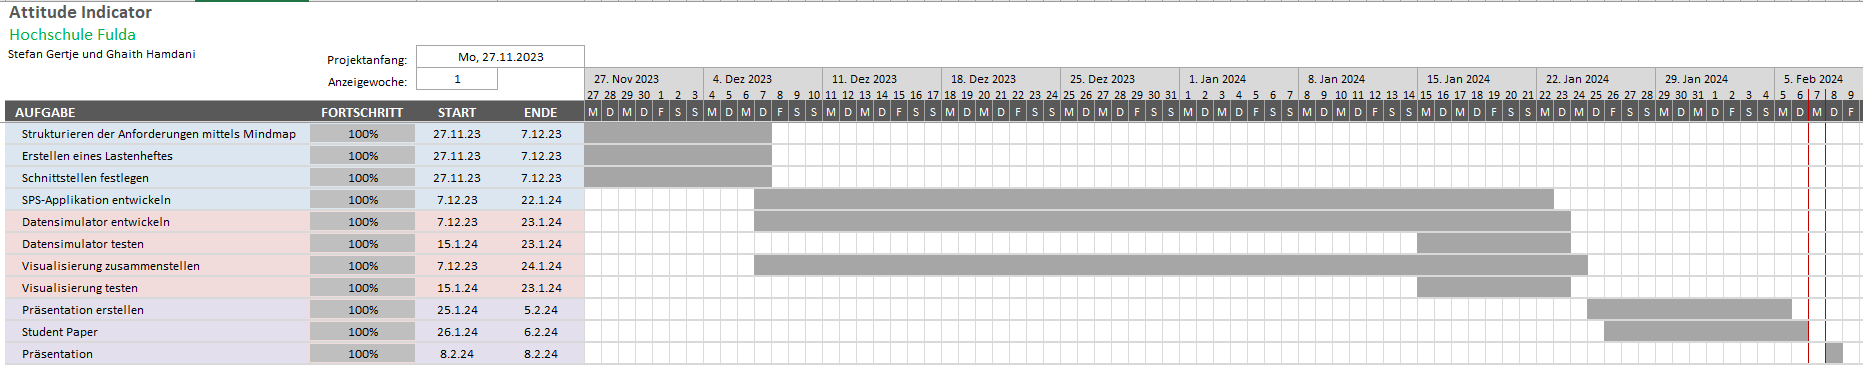 Attitude Indicator
Hochschule Fulda
Stefan Gertje und Ghaith Hamdani
Projektanfang: Mo, 27.11.2023
Anzeigewoche: 1
27. Nov 2023 4. Dez 2023 11. Dez 2023 18. Dez 2023 25. Dez 2023 1. Jan 2024 8. Jan 2024 15. Jan 2024 22. Jan 2024 29. Jan 2024 5. Feb 2024
27 28 29 30 1 2 3 4 5 6 7 8 9 10 11 12 13 14 15 16 17 18 19 20 21 22 23 24 25 26 27 28 29 30 31 1 2 3 4 5 6 7 8 9 10 11 12 13 14 15 16 17 18 19 20 21 22 23 24 25 26 27 28 29 30 31 1 2 3 4 5 6 7 8 9
AUFGABE FORTSCHRITT START ENDE M D M D F S S M D M D F S S M D M D F S S M D M D F S S M D M D F S S M D M D F S S M D M D F S S M D M D F S S M D M D F S S M D M D F S S M D M D F
Strukturieren der Anforderungen mittels Mindmap 100% 27.11.23 7.12.23
Erstellen eines Lastenheftes 100% 27.11.23 7.12.23
Schnittstellen festlegen 100% 27.11.23 7.12.23
SPS-Applikation entwickeln 100% 7.12.23 22.1.24
Datensimulator entwickeln 100% 7.12.23 23.1.24
Datensimulator testen 100% 15.1.24 23.1.24
Visualisierung zusammenstellen 100% 7.12.23 24.1.24
Visualisierung testen 100% 15.1.24 23.1.24
Präsentation erstellen 100% 25.1.24 5.2.24
Student Paper 100% 26.1.24 6.2.24
Präsentation 100% 8.2.24 8.2.24